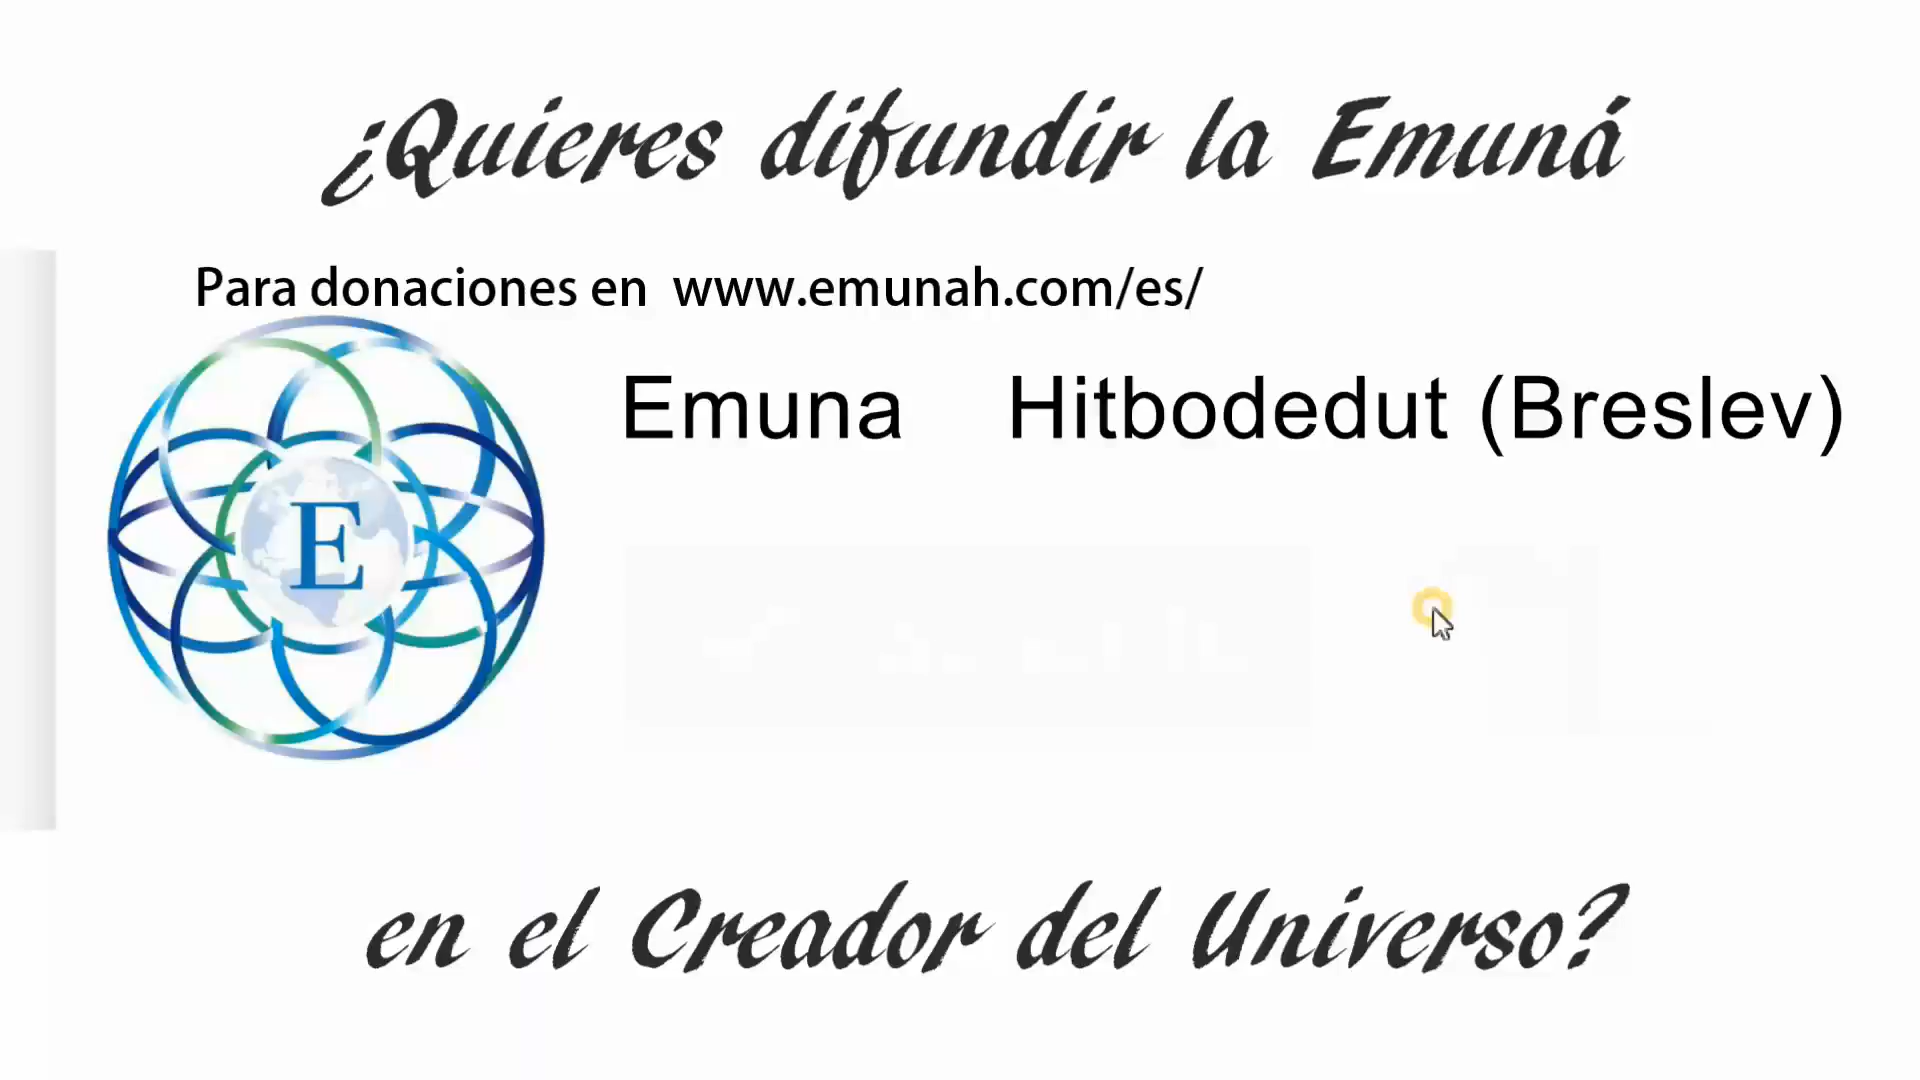 ¿Quieres difundir la Emuná
Para donaciones en www.emunah.com/es/
Emuna Hitbodedut (Breslev)
E
en el Creador del Universo?